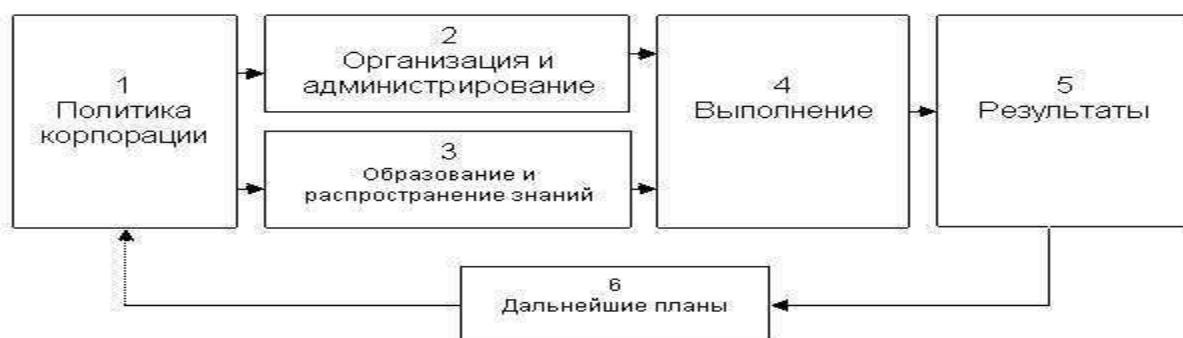 1
Политика
корпорации
2
Организация и
администрирование
3
Образование и
распространение знаний
4
Выполнение
5
Результаты
6
Дальнейшие планы